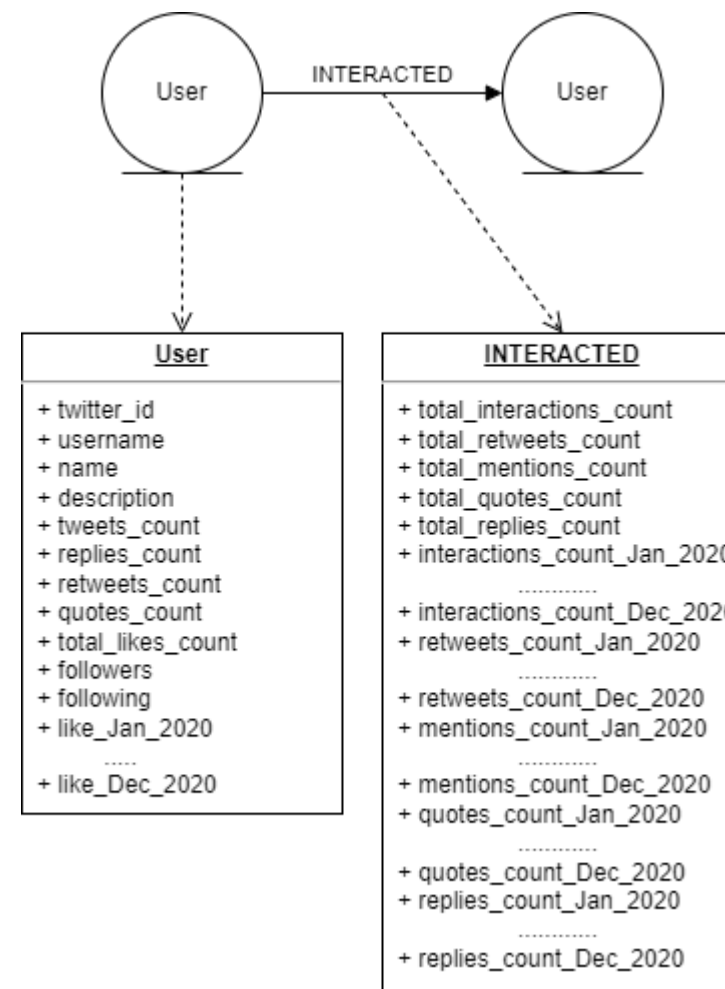 User
INTERACTED
User
User
+ twitter_id
+ username
+ name
+ description
+ tweets_count
+ replies_count
+ retweets_count
+ quotes_count
+ total_likes_count
+ followers
+ following
+ like_Jan_2020
.....
+ like_Dec_2020
INTERACTED
+ total_interactions_count
+ total_retweets_count
+ total_mentions_count
+ total_quotes_count
+ total_replies_count
+ interactions_count_Jan_2020
............
+ interactions_count_Dec_2020
+ retweets_count_Jan_2020
............
+ retweets_count_Dec_2020
+ mentions_count_Jan_2020
............
+ mentions_count_Dec_2020
+ quotes_count_Jan_2020
............
+ quotes_count_Dec_2020
+ replies_count_Jan_2020
............
+ replies_count_Dec_2020